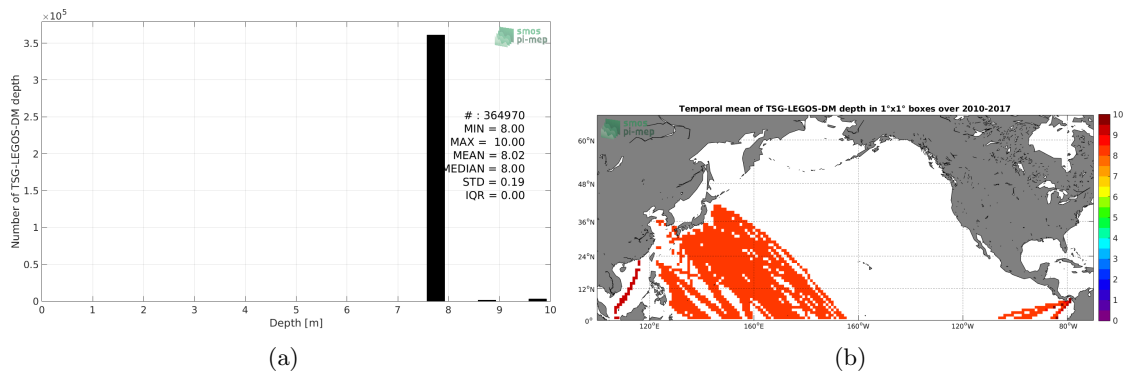 ×10⁵
smos
pi-mep
3.5
3
2.5
2
1.5
1
0.5
0
Number of TSG-LEGOS-DM depth
# : 364970
MIN = 8.00
MAX = 10.00
MEAN = 8.02
MEDIAN = 8.00
STD = 0.19
IQR = 0.00
0 1 2 3 4 5 6 7 8 9 10
Depth [m]
(a)
Temporal mean of TSG-LEGOS-DM depth in 1°x1° boxes over 2010-2017
smos
pi-mep
60°N
48°N
36°N
24°N
12°N
0°
120°E 160°E 160°W 120°W 80°W
10
9
8
7
6
5
4
3
2
1
0
(b)